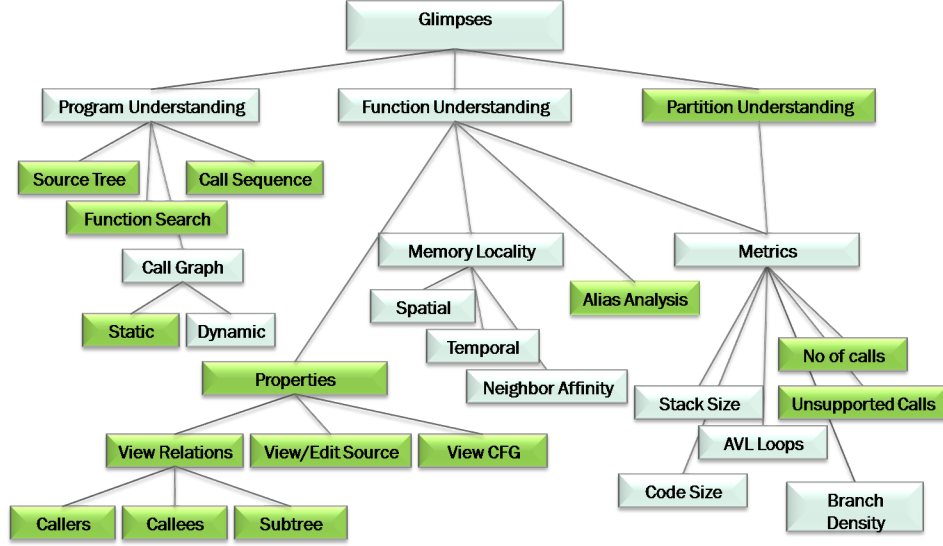 Glimpses
Program Understanding
Function Understanding
Partition Understanding
Source Tree
Call Sequence
Function Search
Call Graph
Static
Dynamic
Memory Locality
Spatial
Temporal
Neighbor Affinity
Alias Analysis
Metrics
No of calls
Stack Size
Unsupported Calls
AVL Loops
Code Size
Branch
Density
Properties
View Relations
View/Edit Source
View CFG
Callers
Callees
Subtree